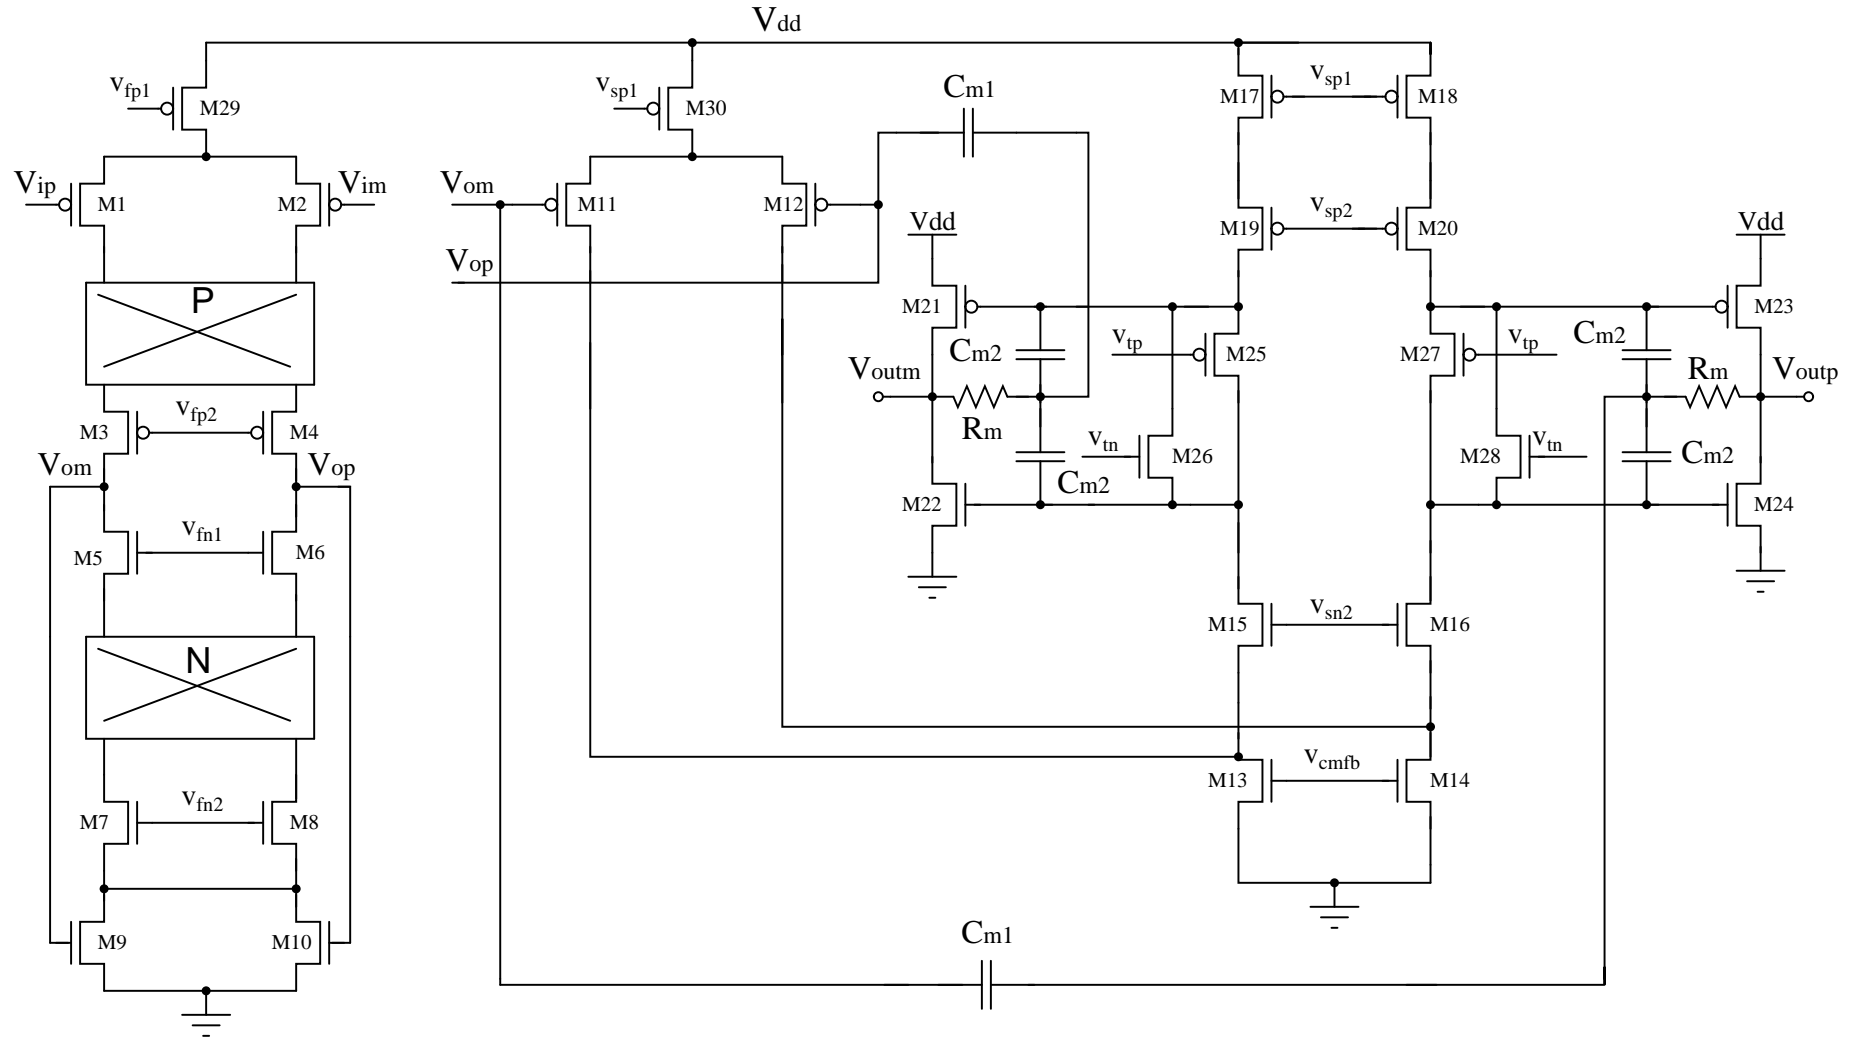 Vdd
vfp1
M29
vsp1
M30
Cm1
M17
vsp1
M18
Vip
M1
M2
Vim
Vom
M11
M12
M19
vsp2
M20
Vdd
Vdd
Vop
P
M21
M23
vtp
M25
M27
vtp
Cm2
Cm2
Voutm
Rm
Rm
Voutp
M3
vfp2
M4
vtn
M26
M28
vtn
Cm2
Cm2
Vom
Vop
M22
M24
M5
vfn1
M6
M15
vsn2
M16
N
M13
vcmfb
M14
M7
vfn2
M8
M9
M10
Cm1